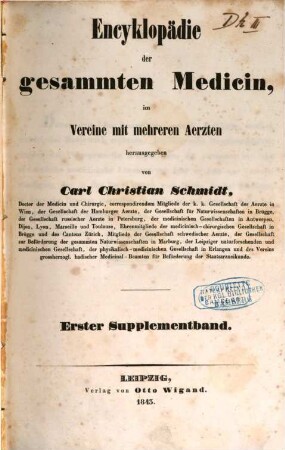 Dh II
Encyklopädie
der
gesammten Medicin,
im
Vereine mit mehreren Aerzten
herausgegeben
von
Carl Christian Schmidt,
Doctor der Medicin und Chirurgie, correspondirendem Mitgliede der k. k. Gesellschaft der Aerzte in
Wien, der Gesellschaft der Hamburger Aerzte, der Gesellschaft für Naturwissenschaften in Brügge,
der Gesellschaft russischer Aerzte in Petersburg, der medicinischen Gesellschaften in Antwerpen,
Dijon, Lyon, Marseille und Toulouse, Ehrenmitgliede der medicinisch-chirurgischen Gesellschaft in
Brügge und des Cantons Zürich, Mitgliede der Gesellschaft schwedischer Aerzte, der Gesellschaft
zur Beförderung der gesammten Naturwissenschaften in Marburg, der Leipziger naturforschenden und
medicinischen Gesellschaft, der physikalisch-medicinischen Gesellschaft in Erlangen und des Vereins
grossherzogl. badischer Medicinal-Beamten für Beförderung der Staatsarzneikunde.
Erster Supplementband.
LEIPZIG,
Verlag von Otto Wigand.
1843.